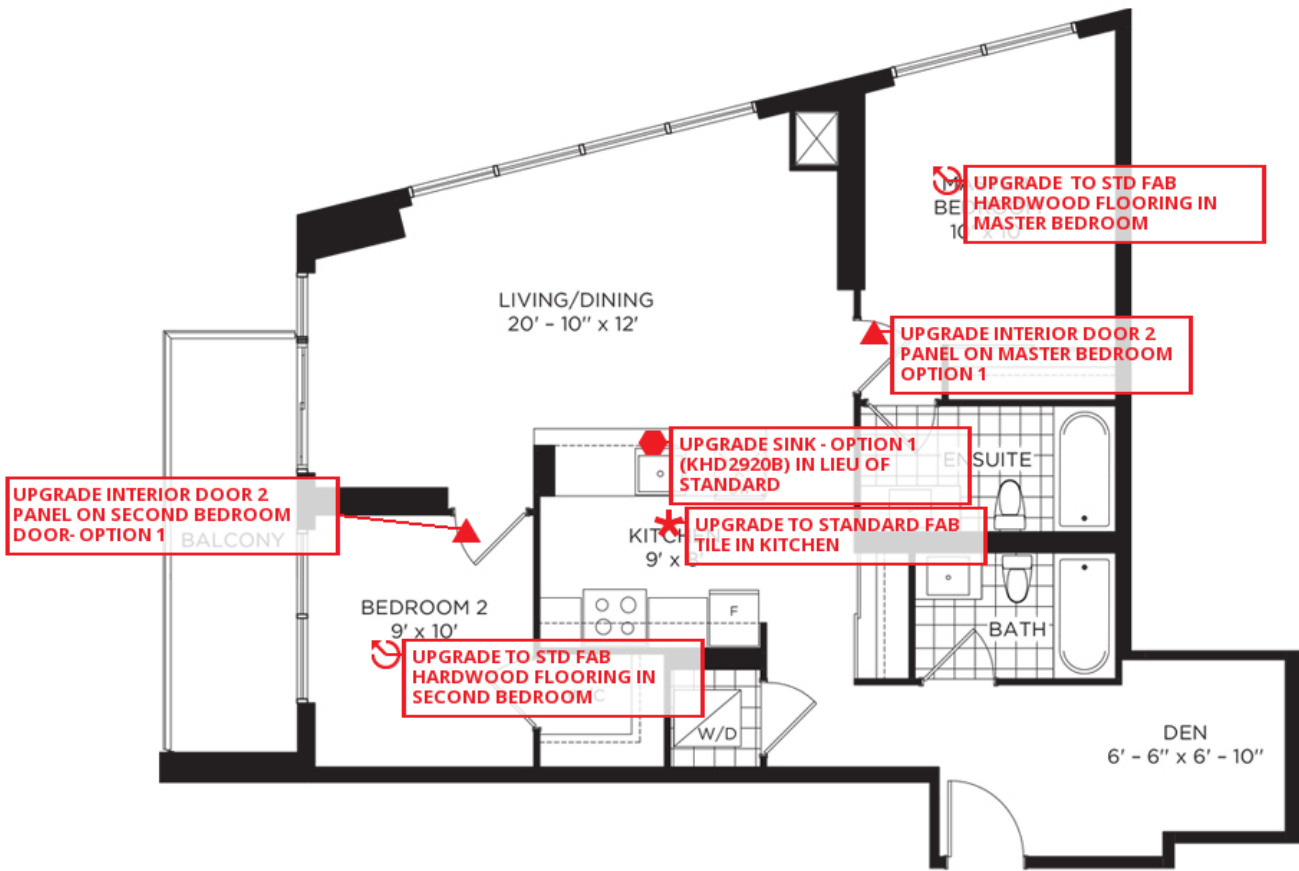 UPGRADE TO STD FAB
HARDWOOD FLOORING IN
MASTER BEDROOM
LIVING/DINING
20' - 10" x 12'
UPGRADE INTERIOR DOOR 2
PANEL ON MASTER BEDROOM
OPTION 1
UPGRADE SINK - OPTION 1
(KHD2920B) IN LIEU OF
STANDARD
ENSUITE
UPGRADE INTERIOR DOOR 2
PANEL ON SECOND BEDROOM
DOOR- OPTION 1
BALCONY
UPGRADE TO STANDARD FAB
TILE IN KITCHEN
KITCHEN
9' x 8'
BEDROOM 2
9' x 10'
F
BATH
UPGRADE TO STD FAB
HARDWOOD FLOORING IN
SECOND BEDROOM
W/D
DEN
6' - 6" x 6' - 10"